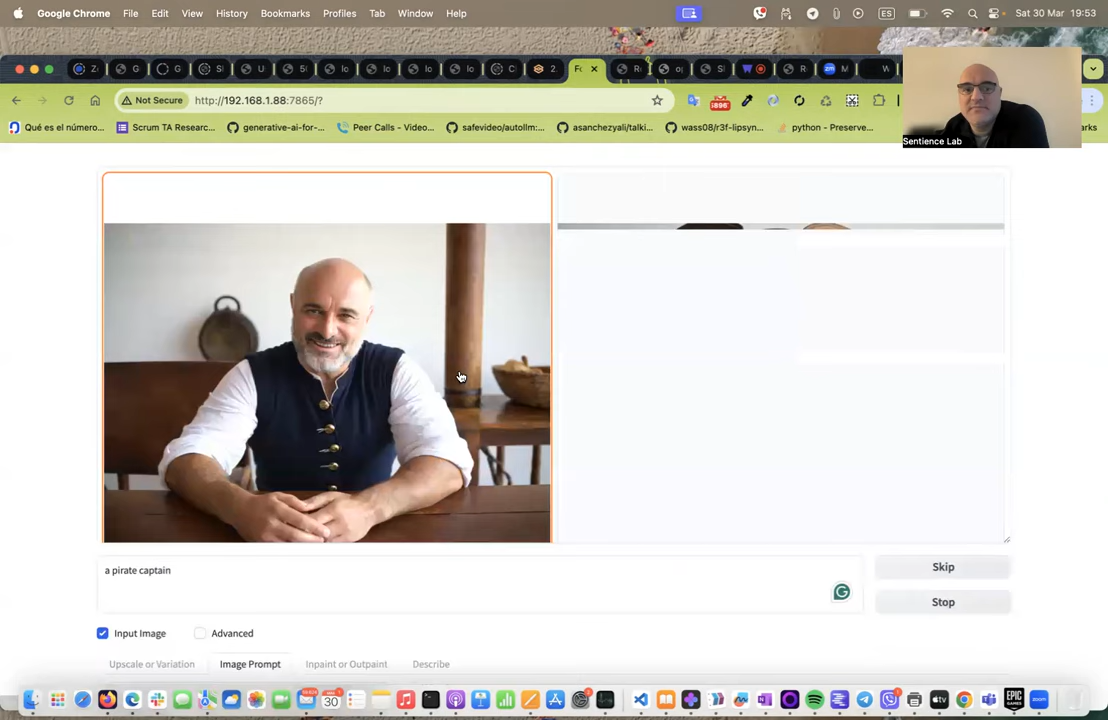 Google Chrome File Edit View History Bookmarks Profiles Tab Window Help ES Sat 30 Mar 19:53
Not Secure http://192.168.1.88:7865/?
Qué es el número... Scrum TA Researc... generative-ai-for-... Peer Calls - Video... safevideo/autollm:... asanchezyali/talki... wass08/r3f-lipsyn... python - Preserve...
Sentience Lab
a pirate captain
Skip
Stop
Input Image Advanced
Upscale or Variation Image Prompt Inpaint or Outpaint Describe